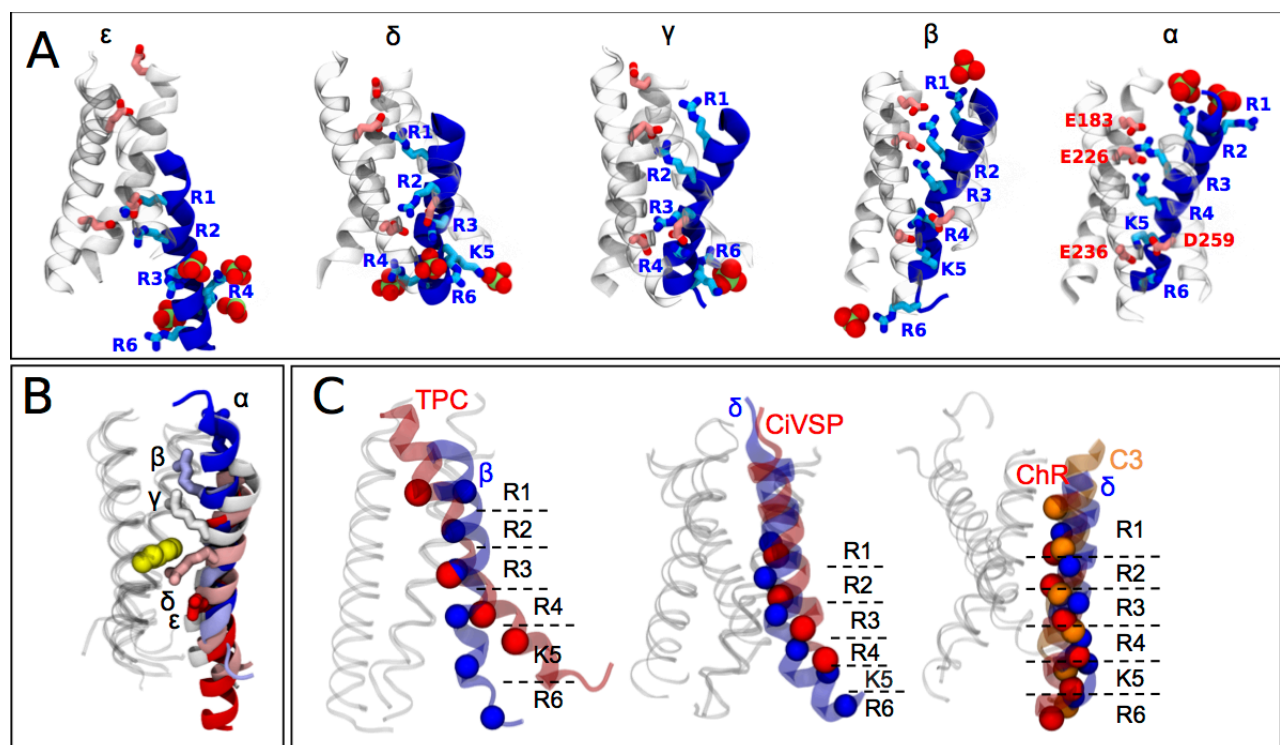 A
ε
δ
γ
β
α
R1
R2
R3
R4
R6
R1
R2
R3
R4
K5
R6
R1
R2
R3
R4
R6
R1
R2
R3
R4
K5
R6
E183
E226
E236
D259
R1
R2
R3
R4
K5
R6
B
α
β
γ
δ
ε
C
TPC
β
R1
R2
R3
R4
K5
R6
δ
CiVSP
R1
R2
R3
R4
K5
R6
ChR
C3
δ
R1
R2
R3
R4
K5
R6